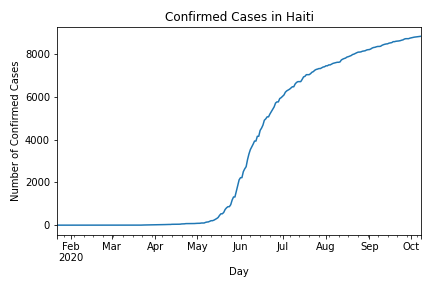 Confirmed Cases in Haiti
Number of Confirmed Cases
8000
6000
4000
2000
0
Feb Mar Apr May Jun Jul Aug Sep Oct
2020
Day